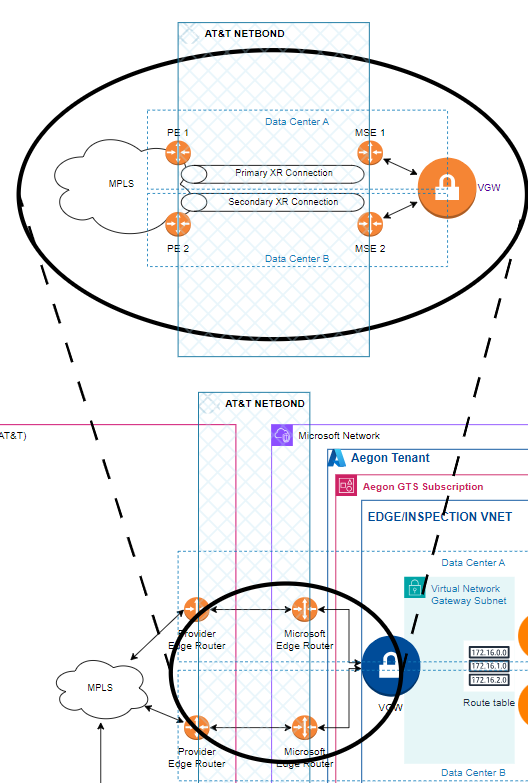 AT&T NETBOND
Data Center A
PE 1
MSE 1
MPLS
Primary XR Connection
VGW
Secondary XR Connection
PE 2
MSE 2
Data Center B
AT&T NETBOND
AT&T)
Microsoft Network
Aegon Tenant
Aegon GTS Subscription
EDGE/INSPECTION VNET
Data Center A
Virtual Network
Gateway Subnet
Provider
Edge Router
Microsoft
Edge Router
172.16.0.0
172.16.1.0
172.16.2.0
MPLS
VGW
Route table
Provider
Edge Router
Microsoft
Edge Router
Data Center B